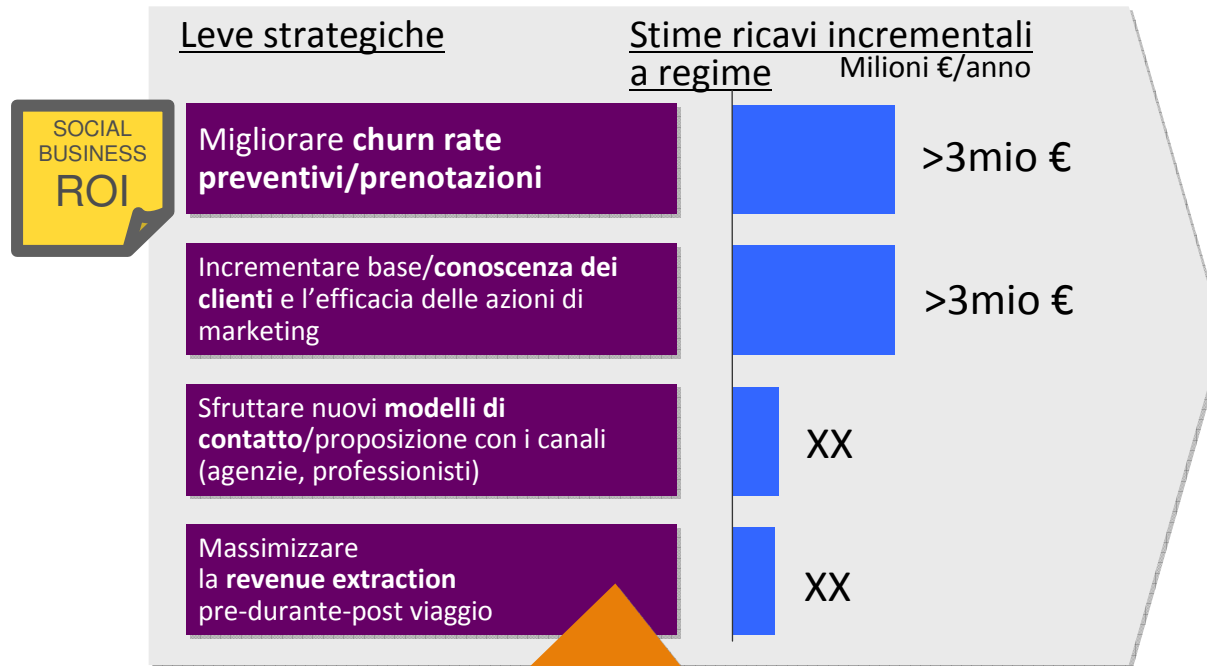 Leve strategiche
Stime ricavi incrementali
a regime
Milioni €/anno
SOCIAL
BUSINESS
ROI
Migliorare churn rate
preventivi/prenotazioni
>3mio €
Incrementare base/conoscenza dei
clienti e l’efficacia delle azioni di
marketing
>3mio €
Sfruttare nuovi modelli di
contatto/proposizione con i canali
(agenzie, professionisti)
XX
Massimizzare
la revenue extraction
pre-durante-post viaggio
XX